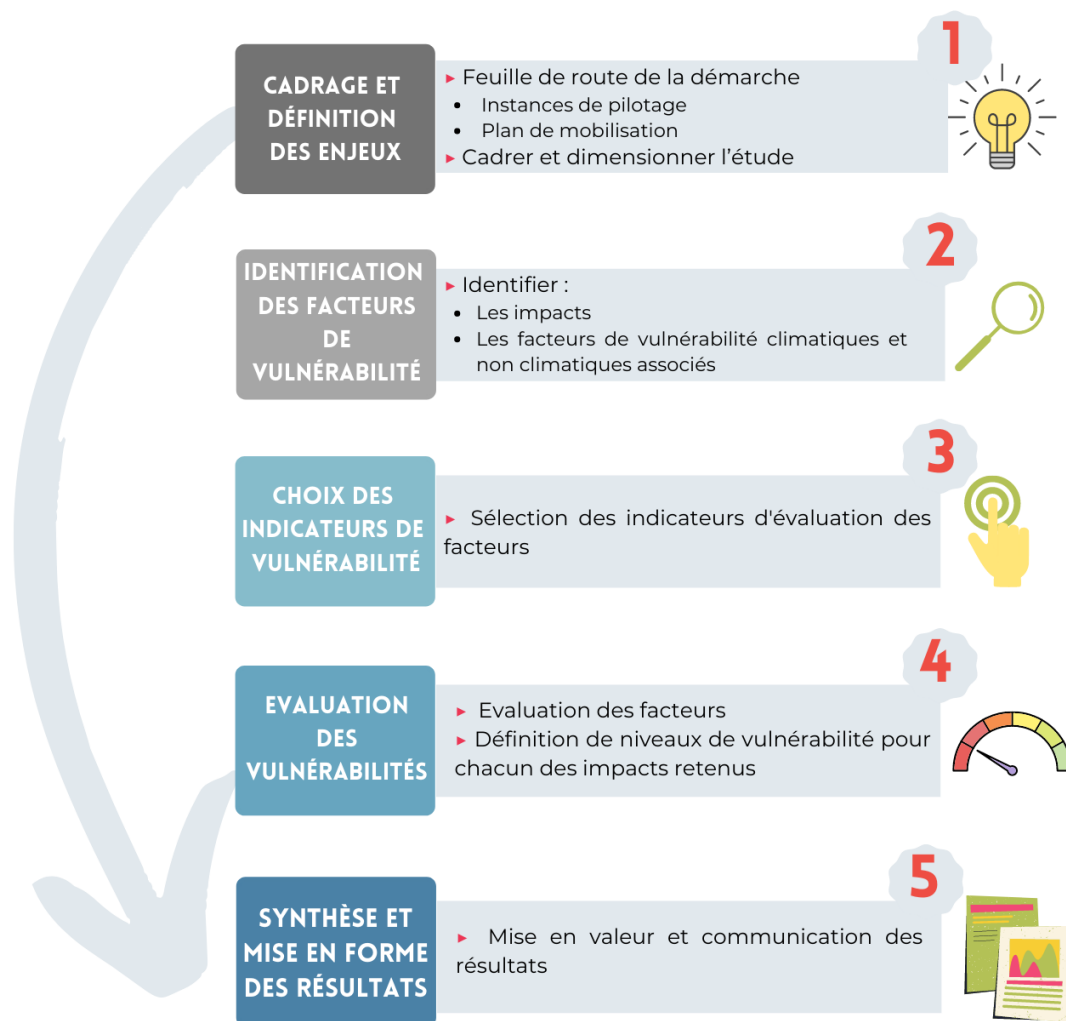 1
CADRAGE ET
DÉFINITION
DES ENJEUX
► Feuille de route de la démarche
• Instances de pilotage
• Plan de mobilisation
► Cadrer et dimensionner l’étude
2
IDENTIFICATION
DES FACTEURS
DE
VULNÉRABILITÉ
► Identifier :
• Les impacts
• Les facteurs de vulnérabilité climatiques et
non climatiques associés
3
CHOIX DES
INDICATEURS DE
VULNÉRABILITÉ
► Sélection des indicateurs d'évaluation des
facteurs
4
EVALUATION
DES
VULNÉRABILITÉS
► Evaluation des facteurs
► Définition de niveaux de vulnérabilité pour
chacun des impacts retenus
5
SYNTHÈSE ET
MISE EN FORME
DES RÉSULTATS
► Mise en valeur et communication des
résultats